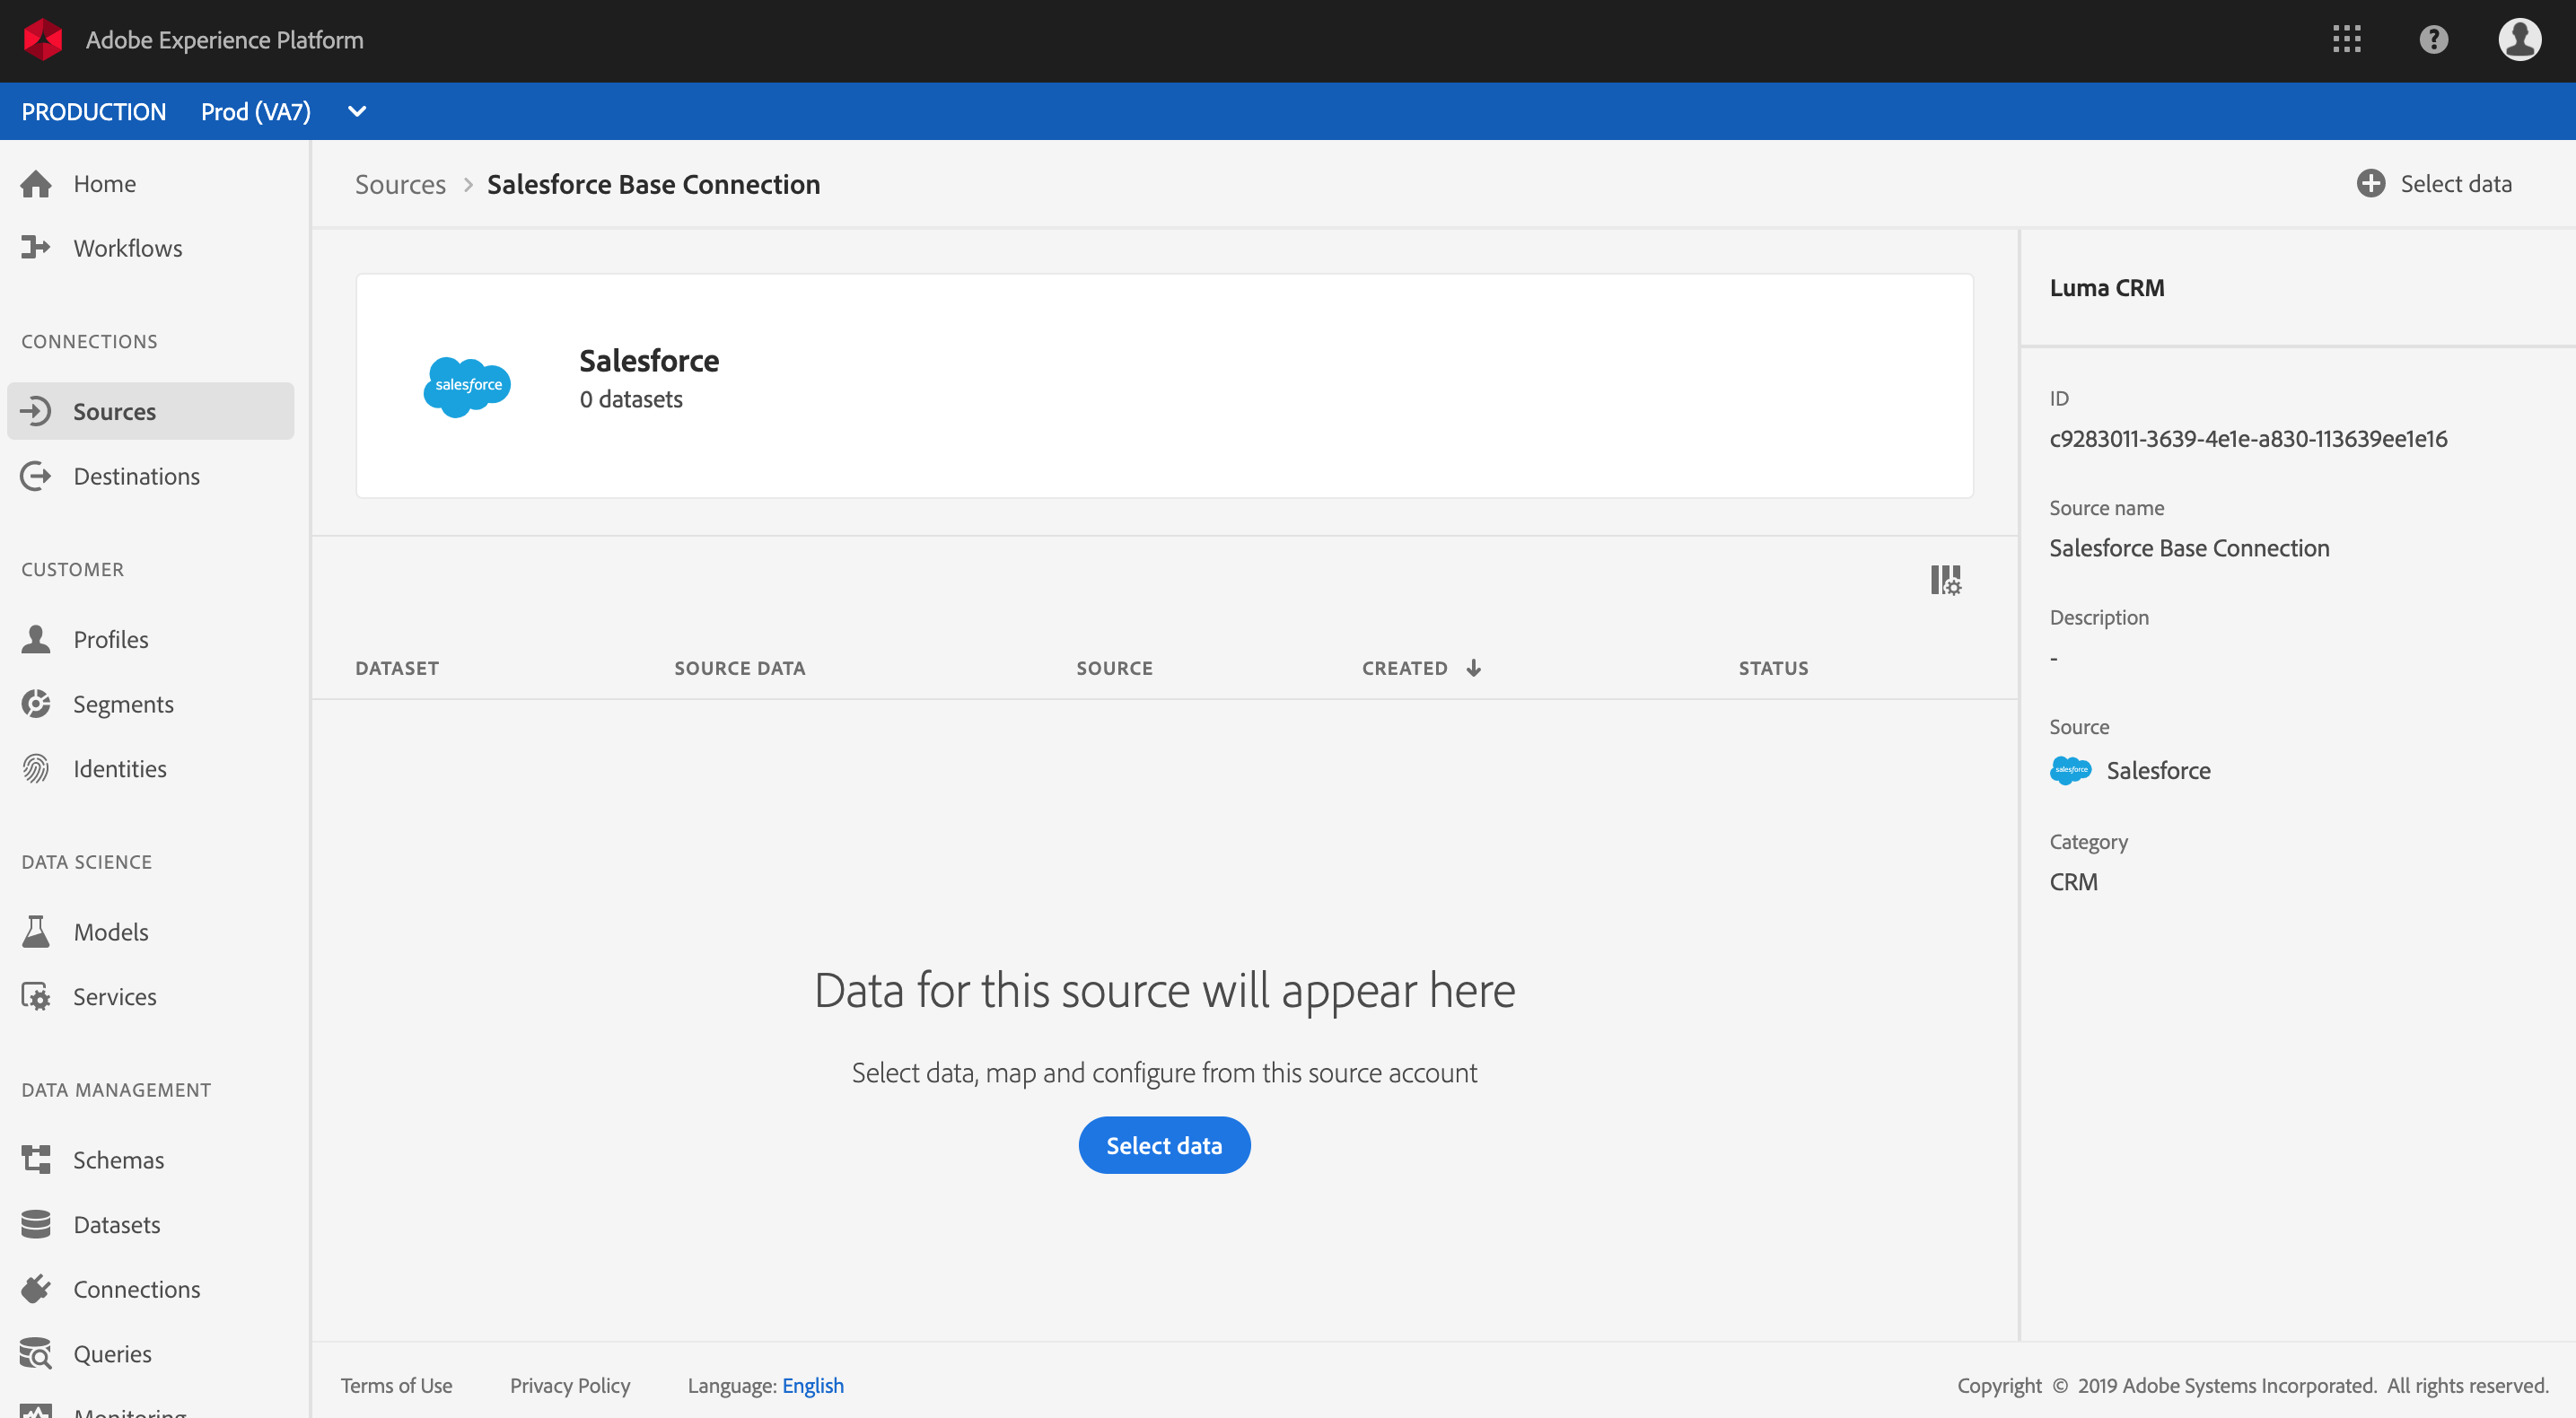 Adobe Experience Platform
PRODUCTION Prod (VA7)
Home
Workflows
CONNECTIONS
Sources
Destinations
CUSTOMER
Profiles
Segments
Identities
DATA SCIENCE
Models
Services
DATA MANAGEMENT
Schemas
Datasets
Connections
Queries
Monitoring
Sources > Salesforce Base Connection
Select data
salesforce
Salesforce
0 datasets
DATASET SOURCE DATA SOURCE CREATED STATUS
Data for this source will appear here
Select data, map and configure from this source account
Select data
Luma CRM
ID
c9283011-3639-4e1e-a830-113639ee1e16
Source name
Salesforce Base Connection
Description
-
Source
salesforce Salesforce
Category
CRM
Terms of Use Privacy Policy Language: English
Copyright © 2019 Adobe Systems Incorporated. All rights reserved.